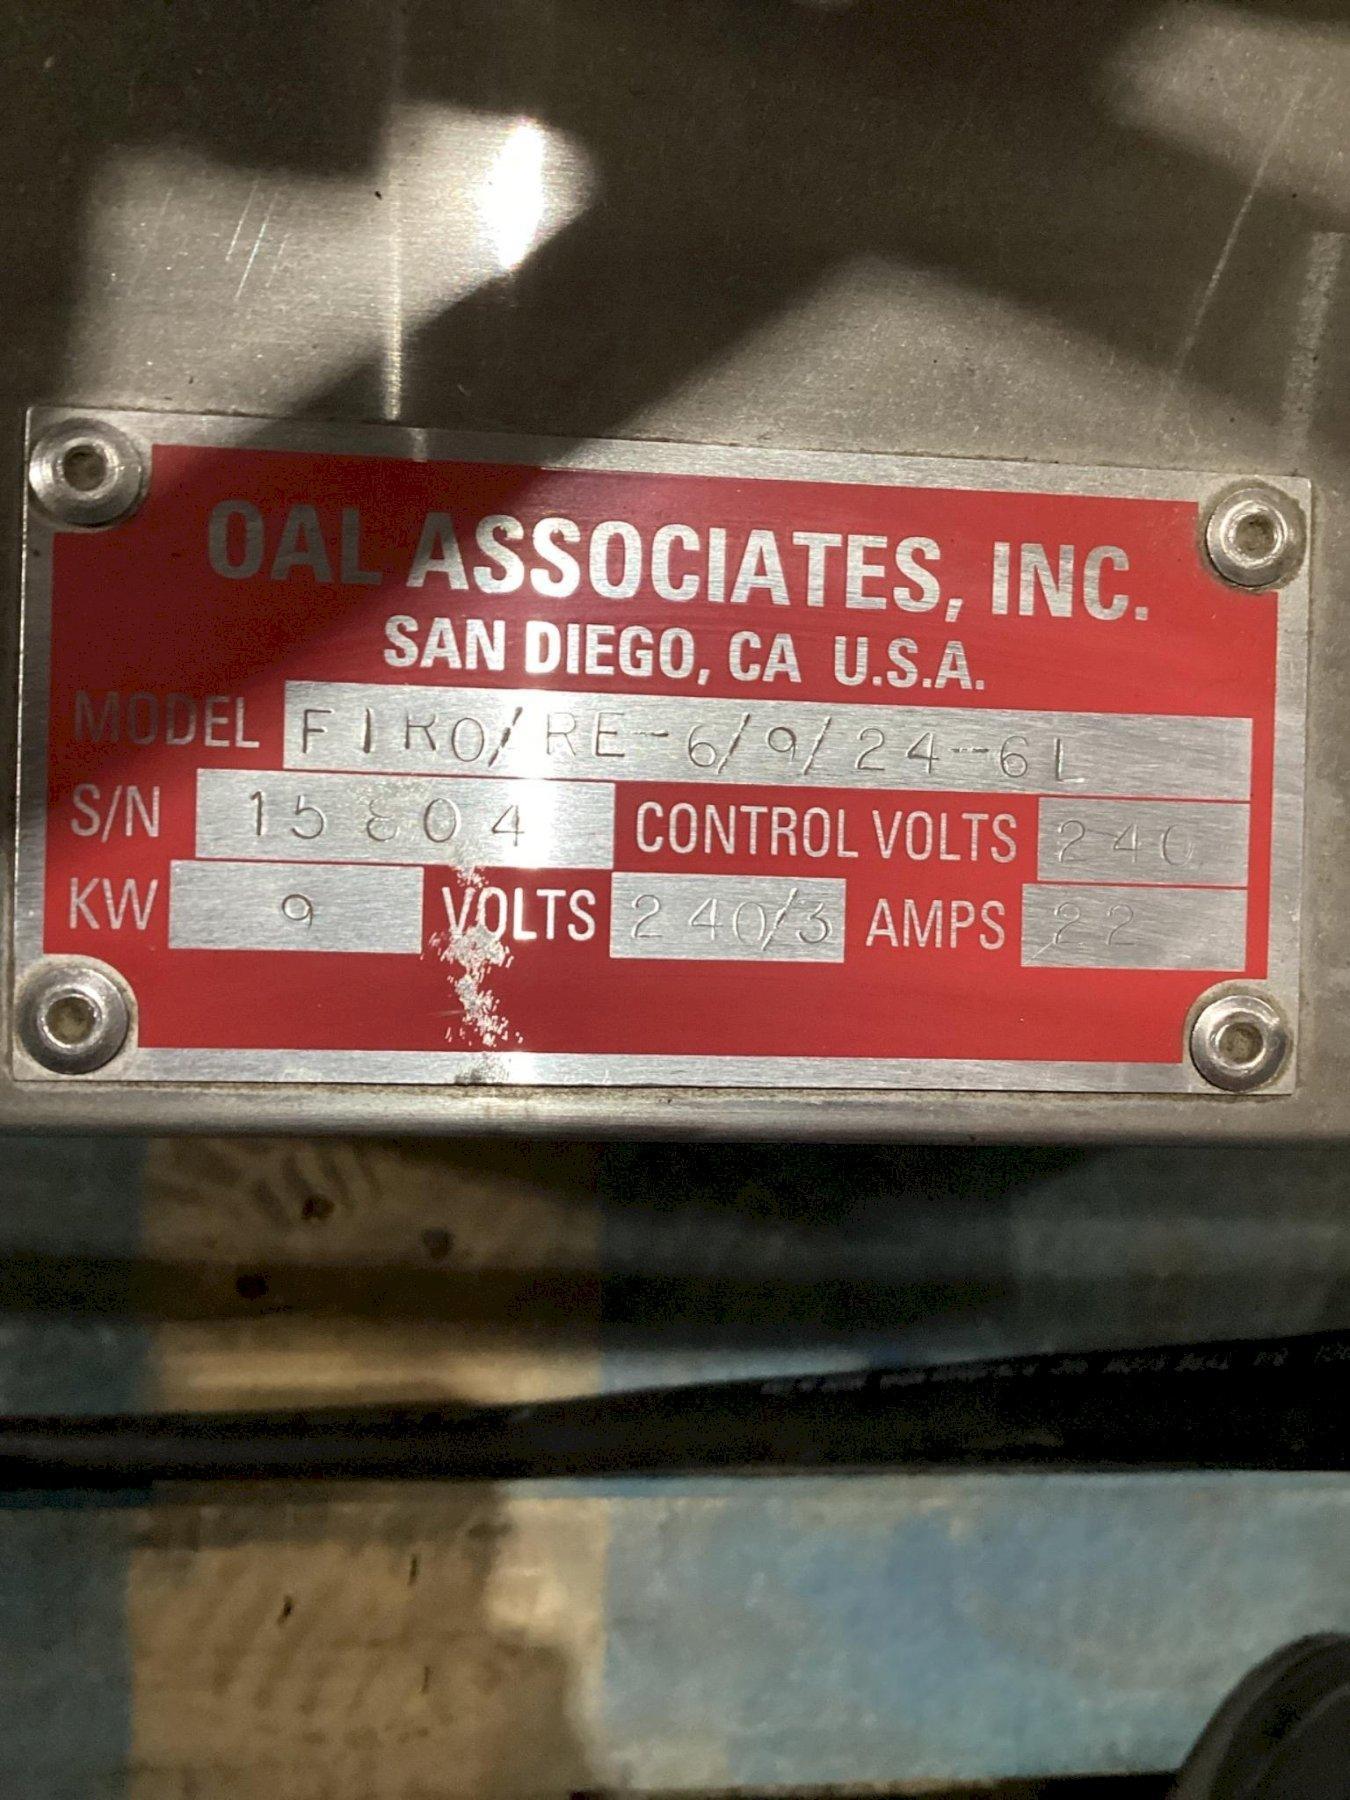 OAL ASSOCIATES, INC.
SAN DIEGO, CA U.S.A.
MODEL FIRO/RE-6/9/24-6L
S/N 15804 CONTROL VOLTS 240
KW 9 VOLTS 240/3 AMPS 22